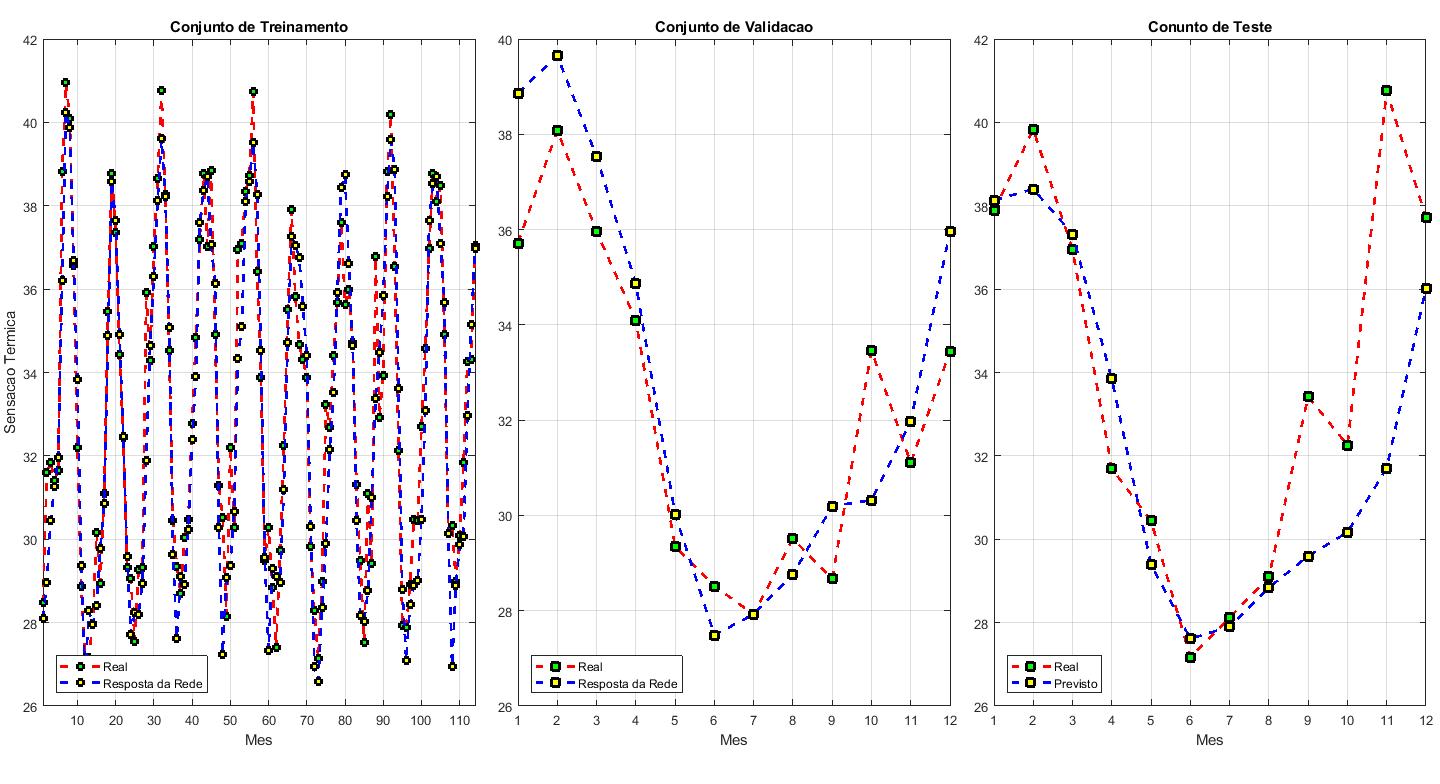 Conjunto de Treinamento
42
40
38
36
34
32
30
28
26
Sensacao Termica
10 20 30 40 50 60 70 80 90 100 110
Mes
Real
Resposta da Rede
Conjunto de Validacao
40
38
36
34
32
30
28
26
1 2 3 4 5 6 7 8 9 10 11 12
Mes
Real
Resposta da Rede
Conunto de Teste
42
40
38
36
34
32
30
28
26
1 2 3 4 5 6 7 8 9 10 11 12
Mes
Real
Previsto